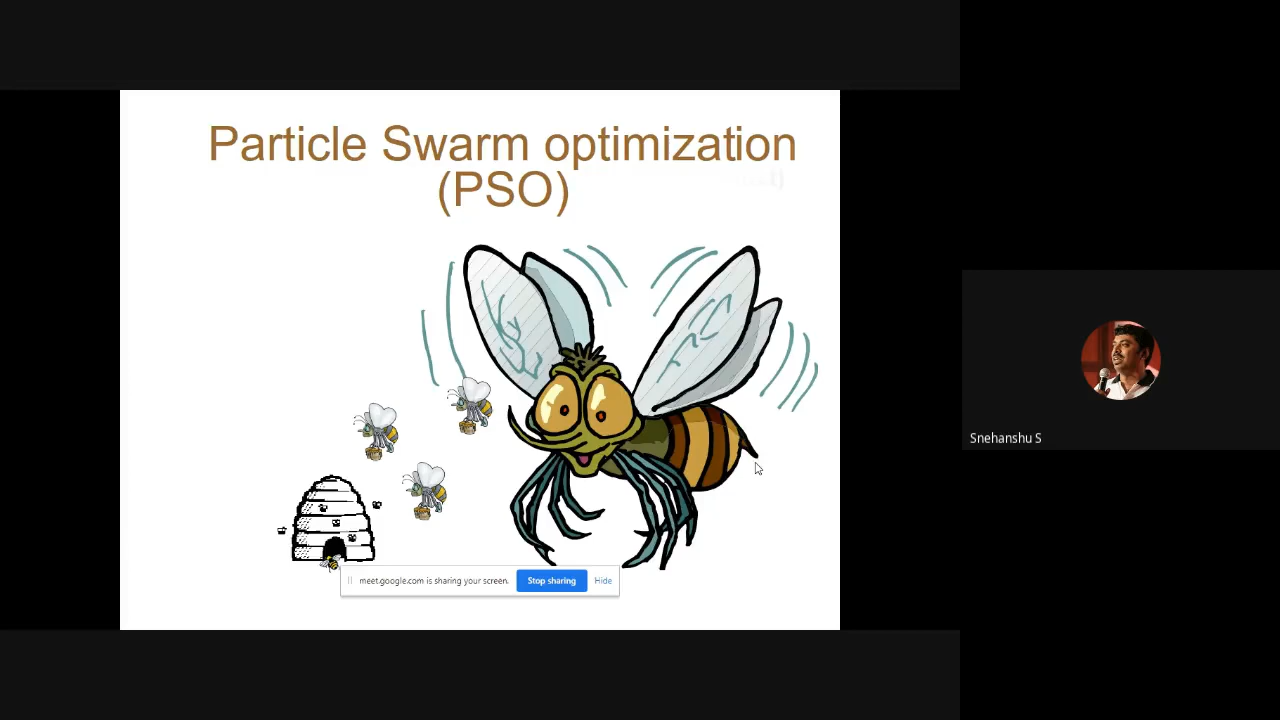 Particle Swarm optimization
(PSO)
meet.google.com is sharing your screen.
Stop sharing
Hide
Snehanshu S